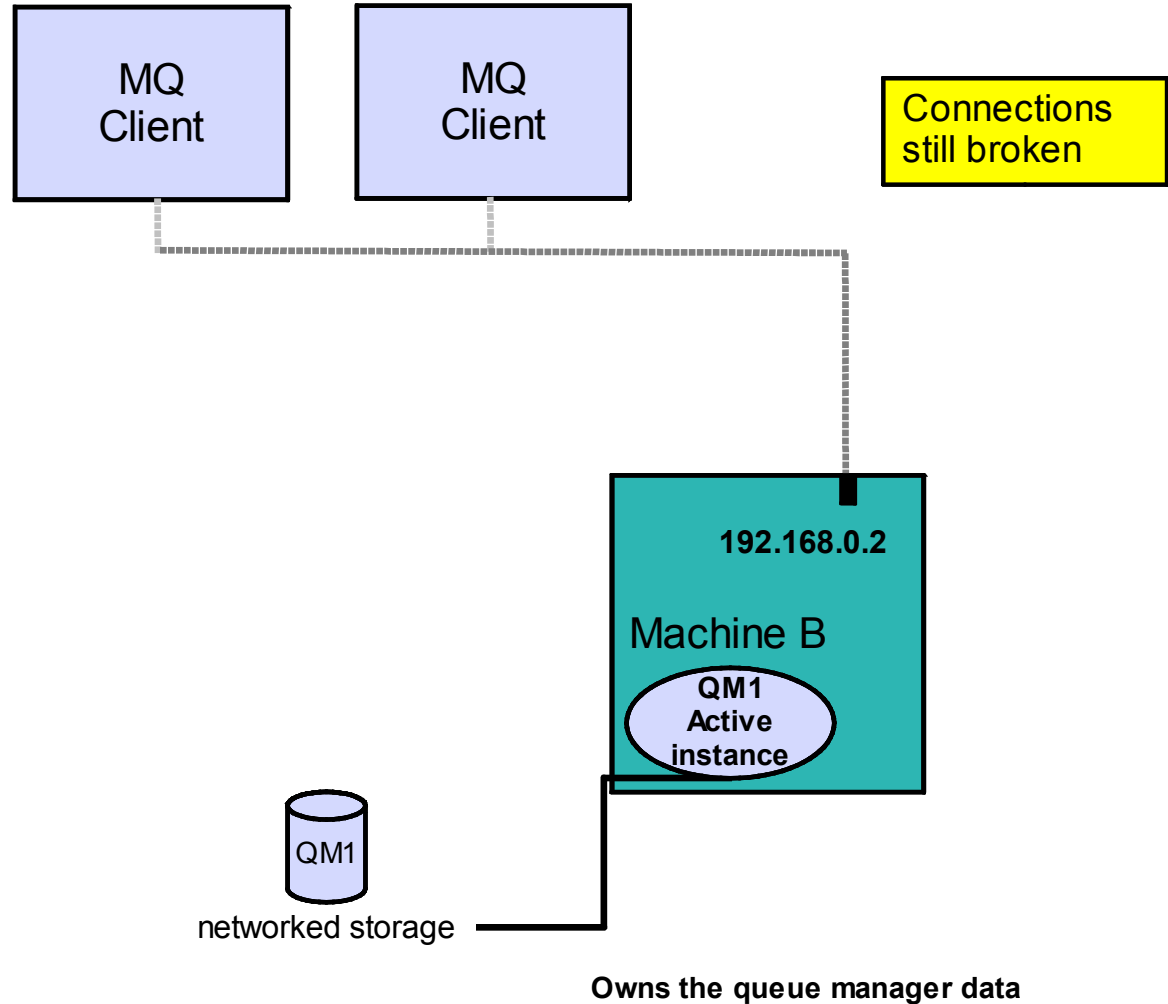 MQ
Client
MQ
Client
Connections
still broken
192.168.0.2
Machine B
QM1
Active
instance
QM1
networked storage
Owns the queue manager data